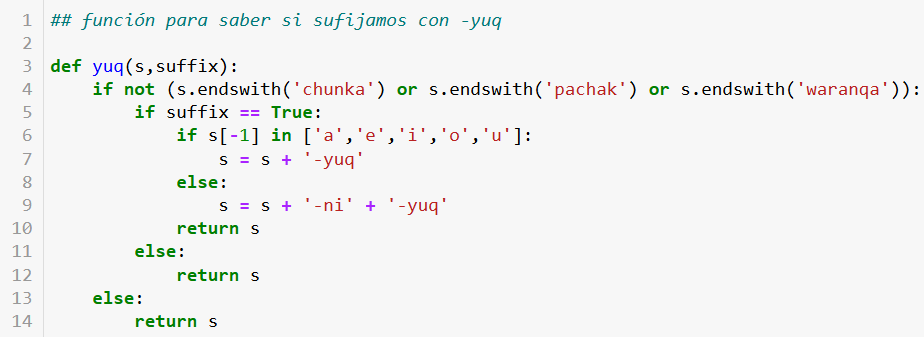 1 ## función para saber si sufijamos con -yuq
2
3 def yuq(s,suffix):
4     if not (s.endswith('chunka') or s.endswith('pachak') or s.endswith('waranqa')):
5         if suffix == True:
6             if s[-1] in ['a','e','i','o','u']:
7                 s = s + '-yuq'
8             else:
9                 s = s + '-ni' + '-yuq'
10             return s
11         else:
12             return s
13     else:
14         return s